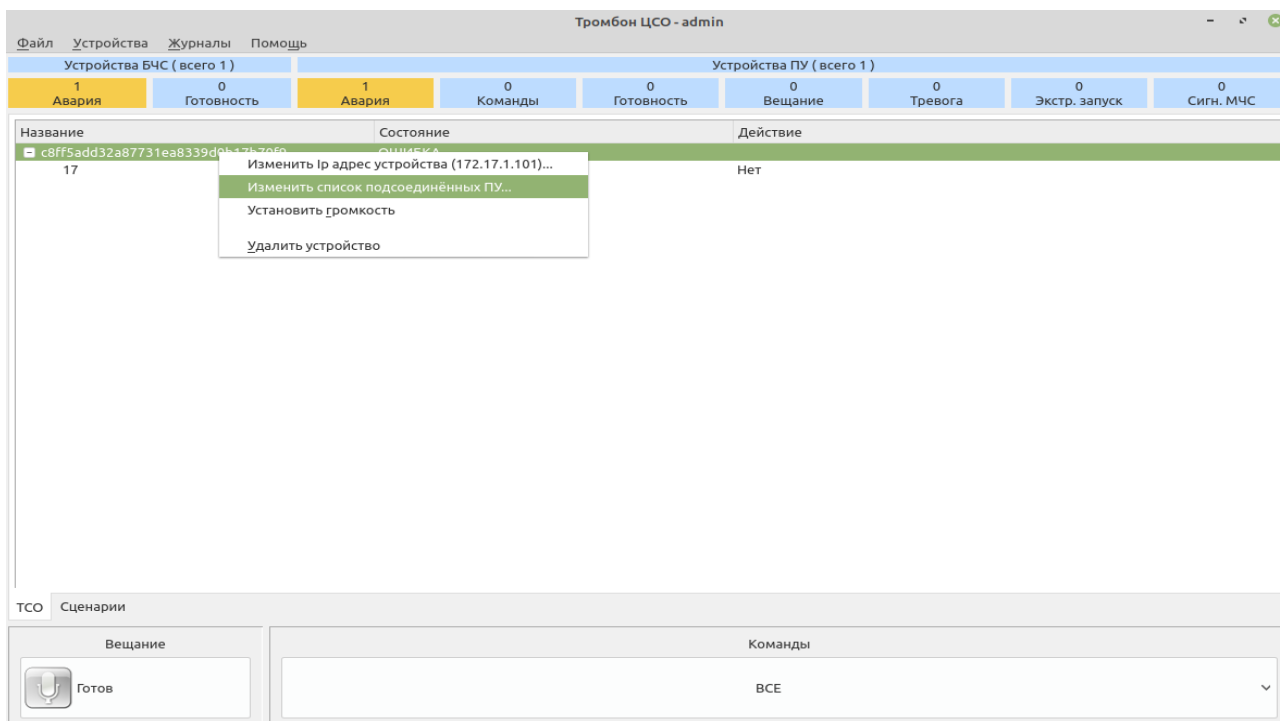 Тромбон ЦСО - admin
Файл Устройства Журналы Помощь
Устройства БЧС ( всего 1 ) Устройства ПУ ( всего 1 )
1 0 1 0 0 0 0 0 0
Авария Готовность Авария Команды Готовность Вещание Тревога Экстр. запуск Сигн. МЧС
Название Состояние Действие
c8ff5add32a87731ea8339d9b17b70f9 ОШИБКА
17 Нет
Изменить Ip адрес устройства (172.17.1.101)...
Изменить список подсоединённых ПУ...
Установить громкость
Удалить устройство
ТСО Сценарии
Вещание Команды
Готов ВСЕ